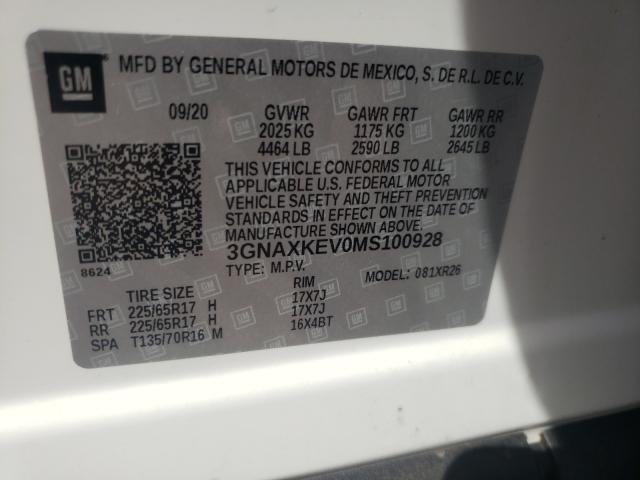 GM MFD BY GENERAL MOTORS DE MEXICO, S. DE R.L. DE C.V.
09/20 GVWR GAWR FRT GAWR RR
2025 KG 1175 KG 1200 KG
4464 LB 2590 LB 2645 LB
THIS VEHICLE CONFORMS TO ALL
APPLICABLE U.S. FEDERAL MOTOR
VEHICLE SAFETY AND THEFT PREVENTION
STANDARDS IN EFFECT ON THE DATE OF
MANUFACTURE SHOWN ABOVE.
3GNAXKEV0MS100928
8624 TYPE: M.P.V. MODEL: 081XR26
TIRE SIZE RIM
FRT 225/65R17 H 17X7J
RR 225/65R17 H 17X7J
SPA T135/70R16 M 16X4BT